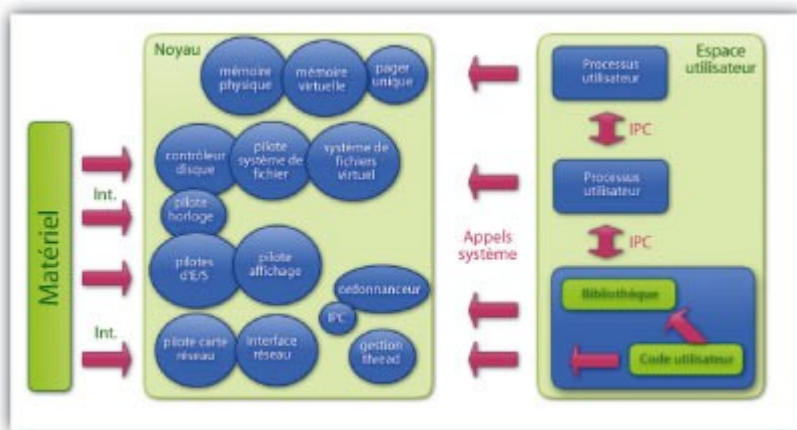 Noyau
mémoire
physique
mémoire
virtuelle
pager
unique
contrôleur
disque
pilote
système de
fichier
système de
fichiers
virtuel
pilote
horloge
pilotes
d'E/S
pilote
affichage
ordonnanceur
IPC
pilote carte
réseau
interface
réseau
gestion
thread
Matériel
Int.
Int.
Appels
système
Espace
utilisateur
Processus
utilisateur
IPC
Processus
utilisateur
IPC
Bibliothèque
Code utilisateur